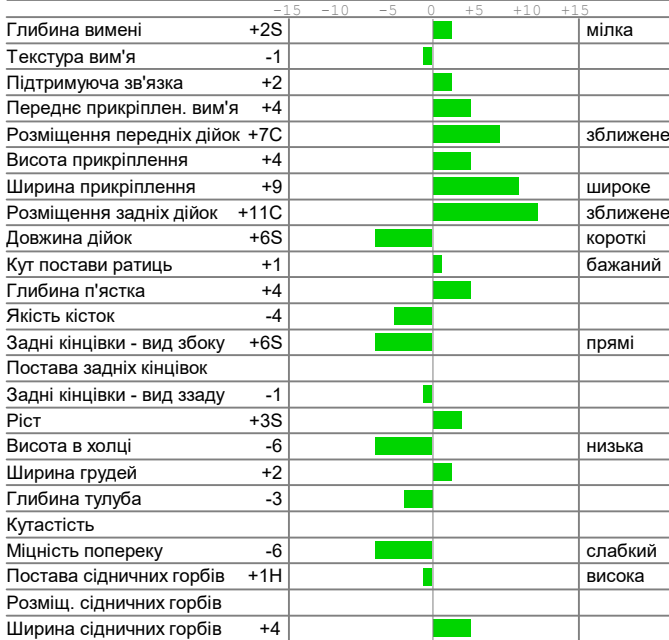 -15 -10 -5 0 +5 +10 +15
Глибина вимені +2S мілка
Текстура вим'я -1
Підтримуюча зв'язка +2
Переднє прикріплен. вим'я +4
Розміщення передніх дійок +7C зближене
Висота прикріплення +4
Ширина прикріплення +9 широке
Розміщення задніх дійок +11C зближене
Довжина дійок +6S короткі
Кут постави ратиць +1 бажаний
Глибина п'ястка +4
Якість кісток -4
Задні кінцівки - вид збоку +6S прямі
Постава задніх кінцівок
Задні кінцівки - вид ззаду -1
Ріст +3S
Висота в холці -6 низька
Ширина грудей +2
Глибина тулуба -3
Кутастість
Міцність попереку -6 слабкий
Постава сідничних горбів +1H висока
Розміщ. сідничних горбів
Ширина сідничних горбів +4